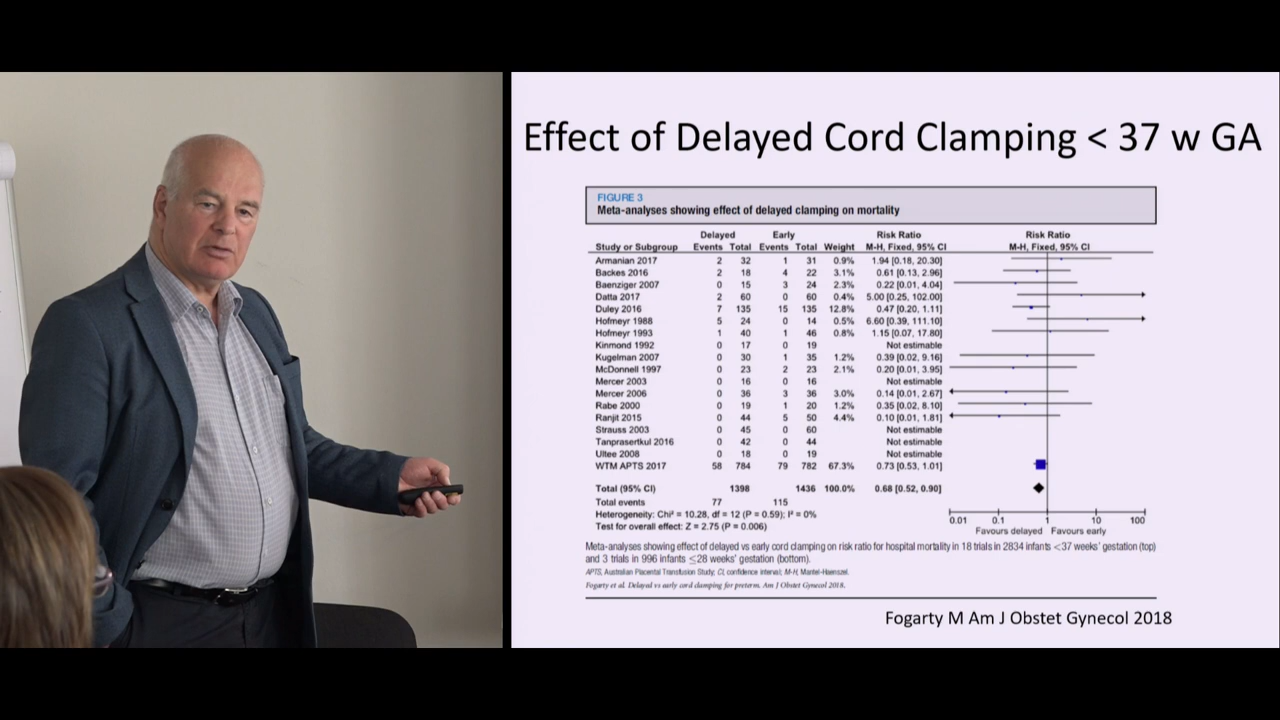 Effect of Delayed Cord Clamping < 37 w GA
FIGURE 3
Meta-analyses showing effect of delayed clamping on mortality
Delayed Early Risk Ratio Risk Ratio
Study or Subgroup Events Total Events Total Weight M-H, Fixed, 95% CI M-H, Fixed, 95% CI
Armanian 2017 2 32 1 31 0.9% 1.94 [0.18, 20.30]
Backes 2016 2 18 4 22 3.1% 0.61 [0.13, 2.96]
Baenziger 2007 0 15 3 24 2.3% 0.22 [0.01, 4.04]
Datta 2017 2 60 0 60 0.4% 5.00 [0.25, 102.00]
Duley 2016 7 135 15 135 12.8% 0.47 [0.20, 1.11]
Hofmeyr 1988 5 24 0 14 0.5% 6.60 [0.39, 111.10]
Hofmeyr 1993 1 40 1 46 0.8% 1.15 [0.07, 17.80]
Kinmond 1992 0 17 0 19 Not estimable
Kugelman 2007 0 30 1 35 1.2% 0.39 [0.02, 9.16]
McDonnell 1997 0 23 2 23 2.1% 0.20 [0.01, 3.95]
Mercer 2003 0 16 0 16 Not estimable
Mercer 2006 0 36 3 36 3.0% 0.14 [0.01, 2.67]
Rabe 2000 0 19 1 20 1.2% 0.35 [0.02, 8.10]
Ranjit 2015 0 44 5 50 4.4% 0.10 [0.01, 1.81]
Strauss 2003 0 45 0 60 Not estimable
Tanprasertkul 2016 0 42 0 44 Not estimable
Ultee 2008 0 18 0 19 Not estimable
WTM APTS 2017 58 784 79 782 67.3% 0.73 [0.53, 1.01]
Total (95% CI) 1398 1436 100.0% 0.68 [0.52, 0.90]
Total events 77 115
Heterogeneity: Chi² = 10.28, df = 12 (P = 0.59); I² = 0%
Test for overall effect: Z = 2.75 (P = 0.006)
0.01 0.1 1 10 100
Favours delayed Favours early
Meta-analyses showing effect of delayed vs early cord clamping on risk ratio for hospital mortality in 18 trials in 2834 infants <37 weeks' gestation (top)
and 3 trials in 996 infants ≤28 weeks' gestation (bottom).
APTS, Australian Placental Transfusion Study; CI, confidence interval; M-H, Mantel-Haenszel.
Fogarty et al. Delayed vs early cord clamping for preterm. Am J Obstet Gynecol 2018.
Fogarty M Am J Obstet Gynecol 2018